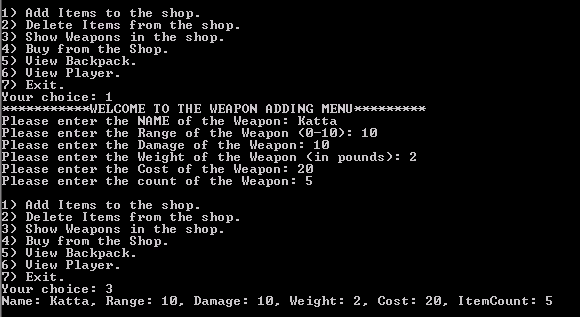 1) Add Items to the shop.
2) Delete Items from the shop.
3) Show Weapons in the shop.
4) Buy from the Shop.
5) View Backpack.
6) View Player.
7) Exit.
Your choice: 1
***********WELCOME TO THE WEAPON ADDING MENU*********
Please enter the NAME of the Weapon: Katta
Please enter the Range of the Weapon (0-10): 10
Please enter the Damage of the Weapon: 10
Please enter the Weight of the Weapon (in pounds): 2
Please enter the Cost of the Weapon: 20
Please enter the count of the Weapon: 5
1) Add Items to the shop.
2) Delete Items from the shop.
3) Show Weapons in the shop.
4) Buy from the Shop.
5) View Backpack.
6) View Player.
7) Exit.
Your choice: 3
Name: Katta, Range: 10, Damage: 10, Weight: 2, Cost: 20, ItemCount: 5